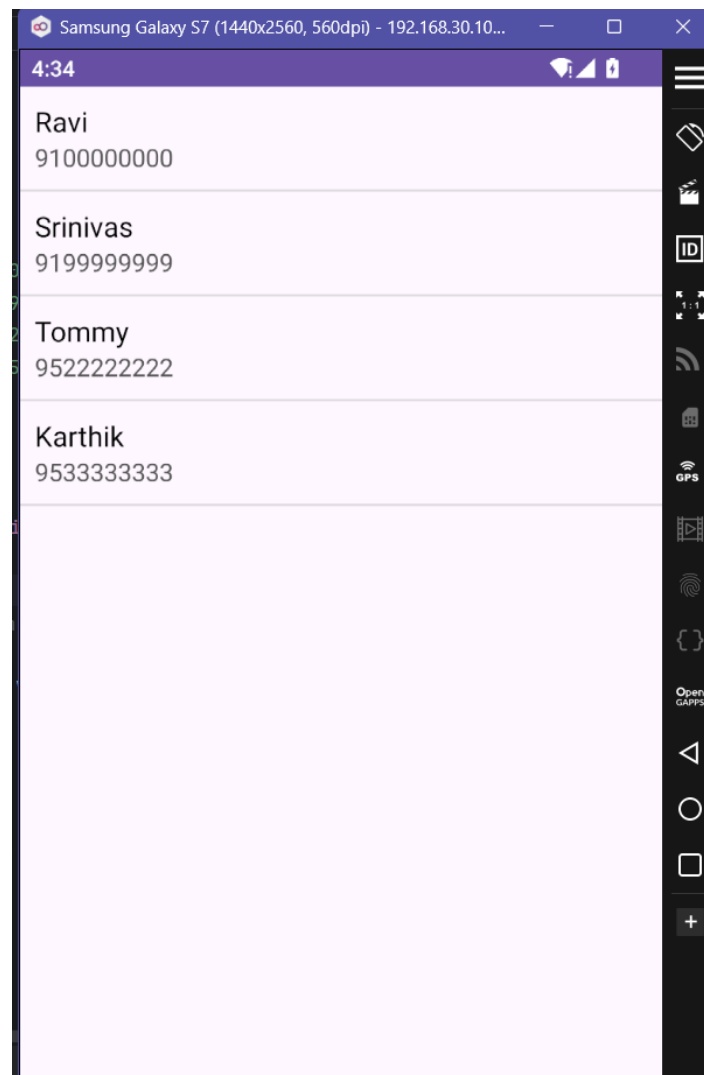 Samsung Galaxy S7 (1440x2560, 560dpi) - 192.168.30.10...
4:34
Ravi
9100000000
Srinivas
9199999999
Tommy
9522222222
Karthik
9533333333
ID
1:1
GPS
Open
GAPPS